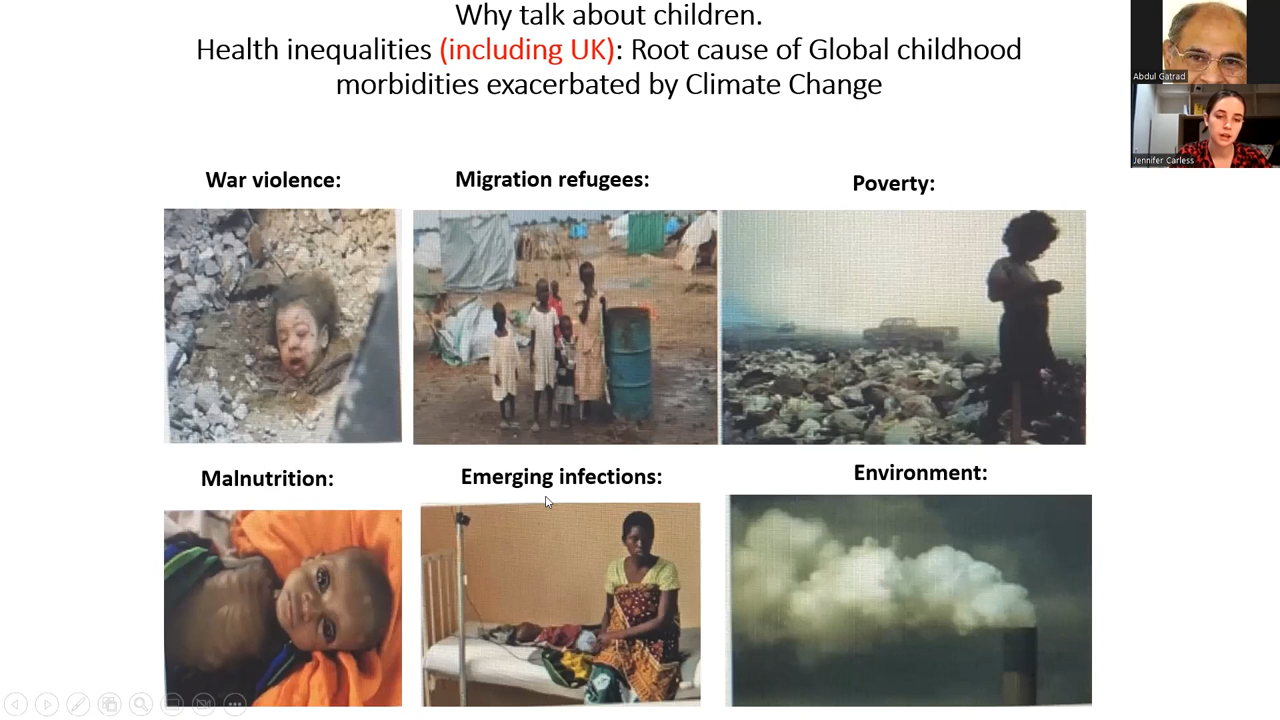 Why talk about children.
Health inequalities (including UK): Root cause of Global childhood
morbidities exacerbated by Climate Change
Abdul Gatrad
Jennifer Carless
War violence:
Migration refugees:
Poverty:
Malnutrition:
Emerging infections:
Environment: